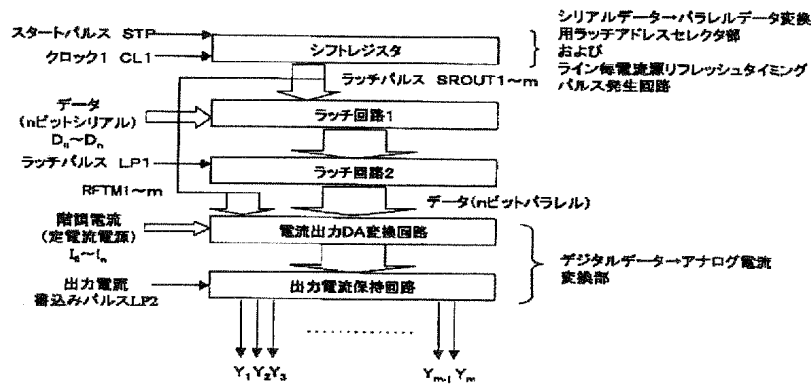 スタートパルス STP
クロック1 CL1
シフトレジスタ
シリアルデーター→パラレルデータ変換
用ラッチアドレスセレクタ部
および
ライン毎電流源リフレッシュタイミング
パルス発生回路
ラッチパルス SROUT1~m
データ
(nビットシリアル)
D₀~Dₙ
ラッチ回路1
ラッチパルス LP1
ラッチ回路2
RFTM1~m
データ(nビットパラレル)
階調電流
(定電流電源)
I₀~Iₙ
電流出力DA変換回路
デジタルデーター→アナログ電流
変換部
出力電流
書込みパルスLP2
出力電流保持回路
Y₁ Y₂ Y₃
Yₘ₋₁ Yₘ